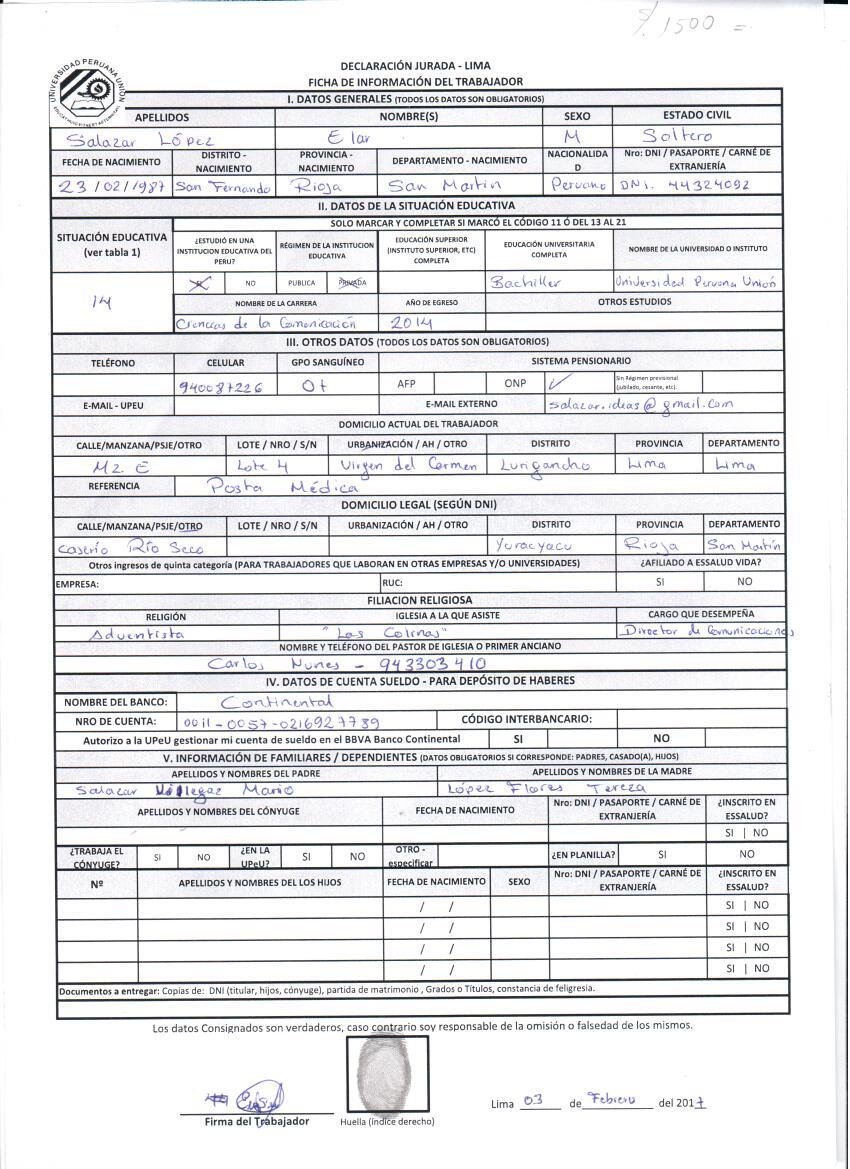 S/. 1500 =
UNIVERSIDAD PERUANA UNION
DECLARACIÓN JURADA - LIMA
FICHA DE INFORMACIÓN DEL TRABAJADOR
I. DATOS GENERALES (TODOS LOS DATOS SON OBLIGATORIOS)
APELLIDOS NOMBRE(S) SEXO ESTADO CIVIL
Salazar López Elar M Soltero
FECHA DE NACIMIENTO DISTRITO - NACIMIENTO PROVINCIA - NACIMIENTO DEPARTAMENTO - NACIMIENTO NACIONALIDAD Nro: DNI / PASAPORTE / CARNÉ DE EXTRANJERÍA
23/02/1987 San Fernando Rioja San Martin Peruano DNI. 44324092
II. DATOS DE LA SITUACIÓN EDUCATIVA
SOLO MARCAR Y COMPLETAR SI MARCÓ EL CÓDIGO 11 Ó DEL 13 AL 21
SITUACIÓN EDUCATIVA (ver tabla 1) ¿ESTUDIÓ EN UNA INSTITUCION EDUCATIVA DEL PERU? RÉGIMEN DE LA INSTITUCION EDUCATIVA EDUCACIÓN SUPERIOR (INSTITUTO SUPERIOR, ETC) COMPLETA EDUCACIÓN UNIVERSITARIA COMPLETA NOMBRE DE LA UNIVERSIDAD O INSTITUTO
14 NO PUBLICA PRIVADA Bachiller Universidad Peruana Unión
NOMBRE DE LA CARRERA AÑO DE EGRESO OTROS ESTUDIOS
Ciencias de la Comunicación 2014
III. OTROS DATOS (TODOS LOS DATOS SON OBLIGATORIOS)
TELÉFONO CELULAR GPO SANGUÍNEO SISTEMA PENSIONARIO
940087226 O+ AFP ONP ✓ Sin Régimen previsional (jubilado, cesante, etc).
E-MAIL - UPEU E-MAIL EXTERNO salazar.ideas@gmail.com
DOMICILIO ACTUAL DEL TRABAJADOR
CALLE/MANZANA/PSJE/OTRO LOTE / NRO / S/N URBANIZACIÓN / AH / OTRO DISTRITO PROVINCIA DEPARTAMENTO
Mz. E Lote 4 Virgen del Carmen Lurigancho Lima Lima
REFERENCIA Posta Médica
DOMICILIO LEGAL (SEGÚN DNI)
CALLE/MANZANA/PSJE/OTRO LOTE / NRO / S/N URBANIZACIÓN / AH / OTRO DISTRITO PROVINCIA DEPARTAMENTO
Caserío Río Seco Yuracyacu Rioja San Martín
Otros ingresos de quinta categoría (PARA TRABAJADORES QUE LABORAN EN OTRAS EMPRESAS Y/O UNIVERSIDADES) ¿AFILIADO A ESSALUD VIDA?
EMPRESA: RUC: SI NO
FILIACION RELIGIOSA
RELIGIÓN IGLESIA A LA QUE ASISTE CARGO QUE DESEMPEÑA
Adventista "Las Colinas" Director de Comunicaciones
NOMBRE Y TELÉFONO DEL PASTOR DE IGLESIA O PRIMER ANCIANO
Carlos Nunes - 943303410
IV. DATOS DE CUENTA SUELDO - PARA DEPÓSITO DE HABERES
NOMBRE DEL BANCO: Continental
NRO DE CUENTA: 0011-0057-0216927739 CÓDIGO INTERBANCARIO:
Autorizo a la UPeU gestionar mi cuenta de sueldo en el BBVA Banco Continental SI NO
V. INFORMACIÓN DE FAMILIARES / DEPENDIENTES (DATOS OBLIGATORIOS SI CORRESPONDE: PADRES, CASADO(A), HIJOS)
APELLIDOS Y NOMBRES DEL PADRE APELLIDOS Y NOMBRES DE LA MADRE
Salazar Villegaz Mario López Flores Tereza
APELLIDOS Y NOMBRES DEL CÓNYUGE FECHA DE NACIMIENTO Nro: DNI / PASAPORTE / CARNÉ DE EXTRANJERÍA ¿INSCRITO EN ESSALUD?
SI | NO
¿TRABAJA EL CÓNYUGE? SI NO ¿EN LA UPeU? SI NO OTRO - especificar ¿EN PLANILLA? SI NO
Nº APELLIDOS Y NOMBRES DEL LOS HIJOS FECHA DE NACIMIENTO SEXO Nro: DNI / PASAPORTE / CARNÉ DE EXTRANJERÍA ¿INSCRITO EN ESSALUD?
/ / SI | NO
/ / SI | NO
/ / SI | NO
/ / SI | NO
Documentos a entregar: Copias de: DNI (titular, hijos, cónyuge), partida de matrimonio , Grados o Títulos, constancia de feligresia.
Los datos Consignados son verdaderos, caso contrario soy responsable de la omisión o falsedad de los mismos.
Lima 03 de Febrero del 2017
Firma del Trabajador Huella (índice derecho)